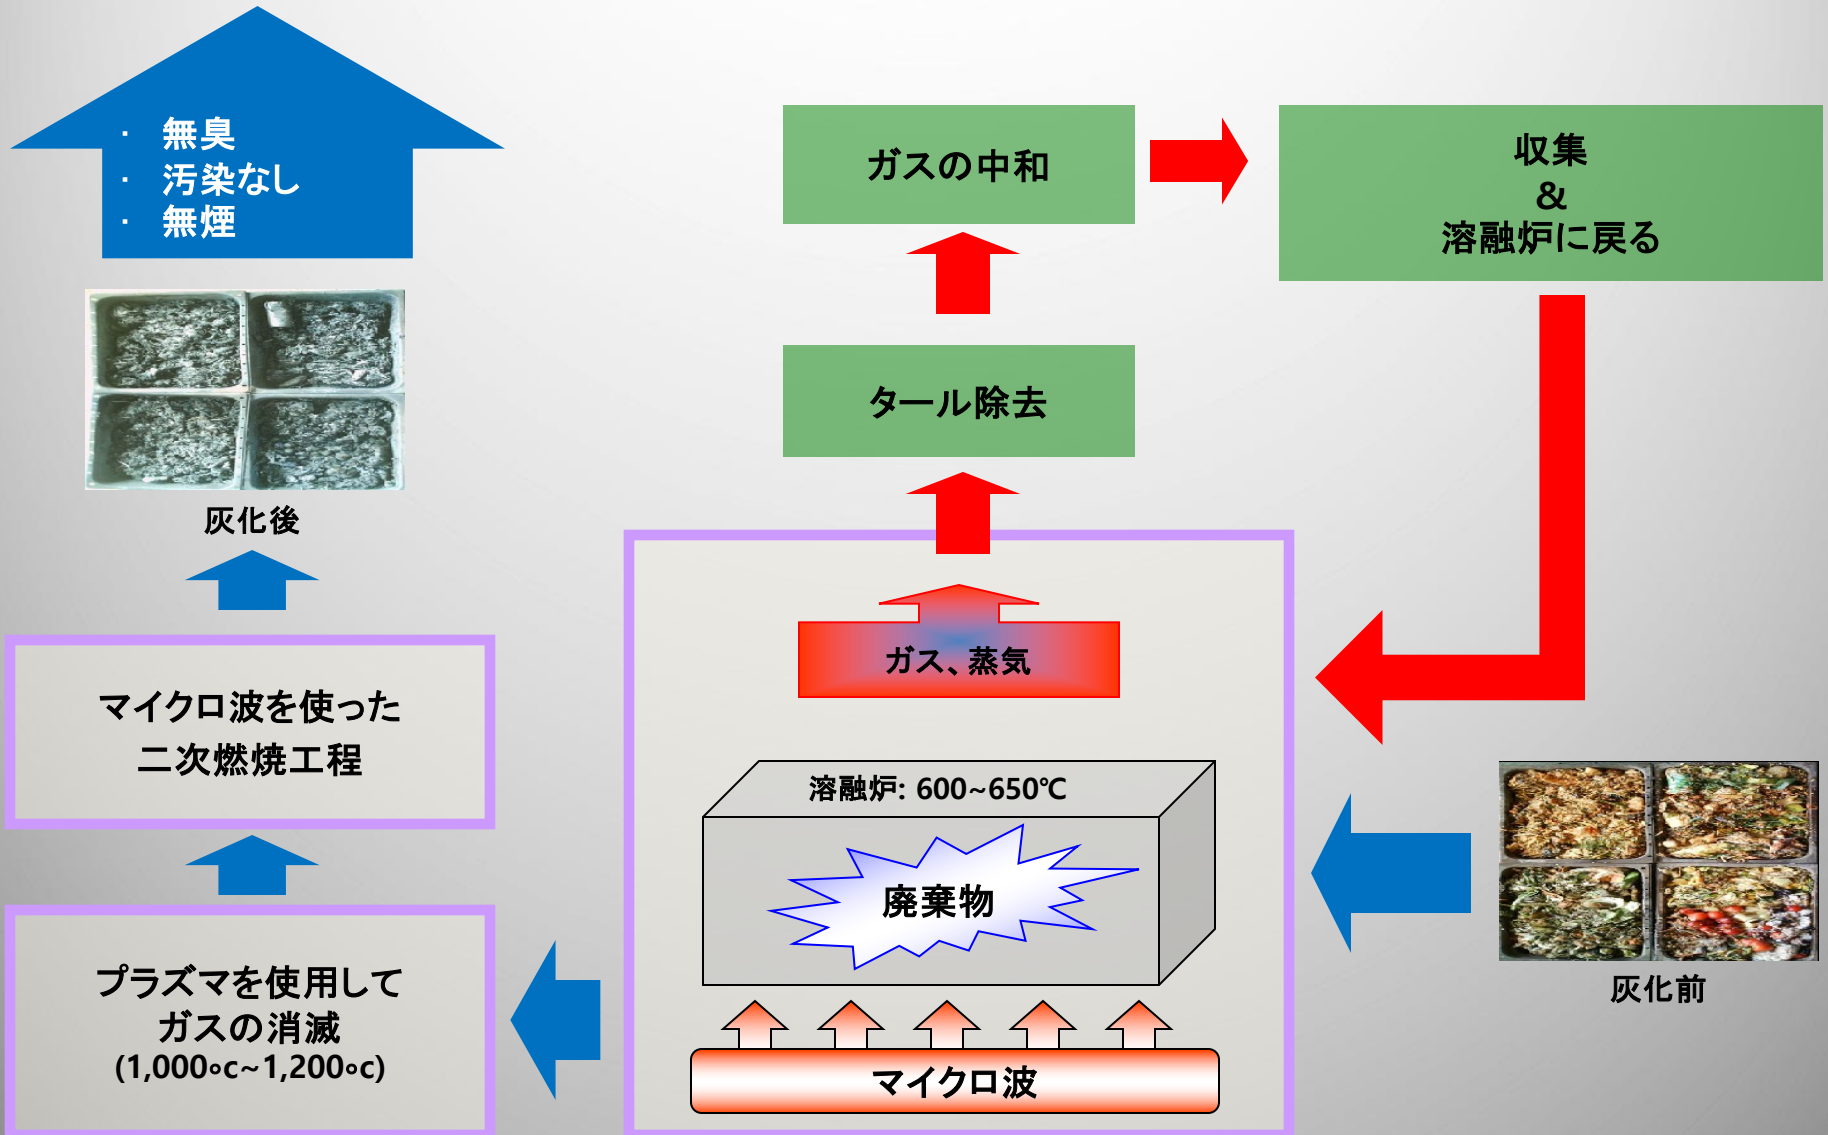 · 無臭
· 汚染なし
· 無煙
ガスの中和
収集
&
溶融炉に戻る
タール除去
灰化後
ガス、蒸気
マイクロ波を使った
二次燃焼工程
溶融炉: 600~650℃
廃棄物
灰化前
プラズマを使用して
ガスの消滅
(1,000∘c~1,200∘c)
マイクロ波